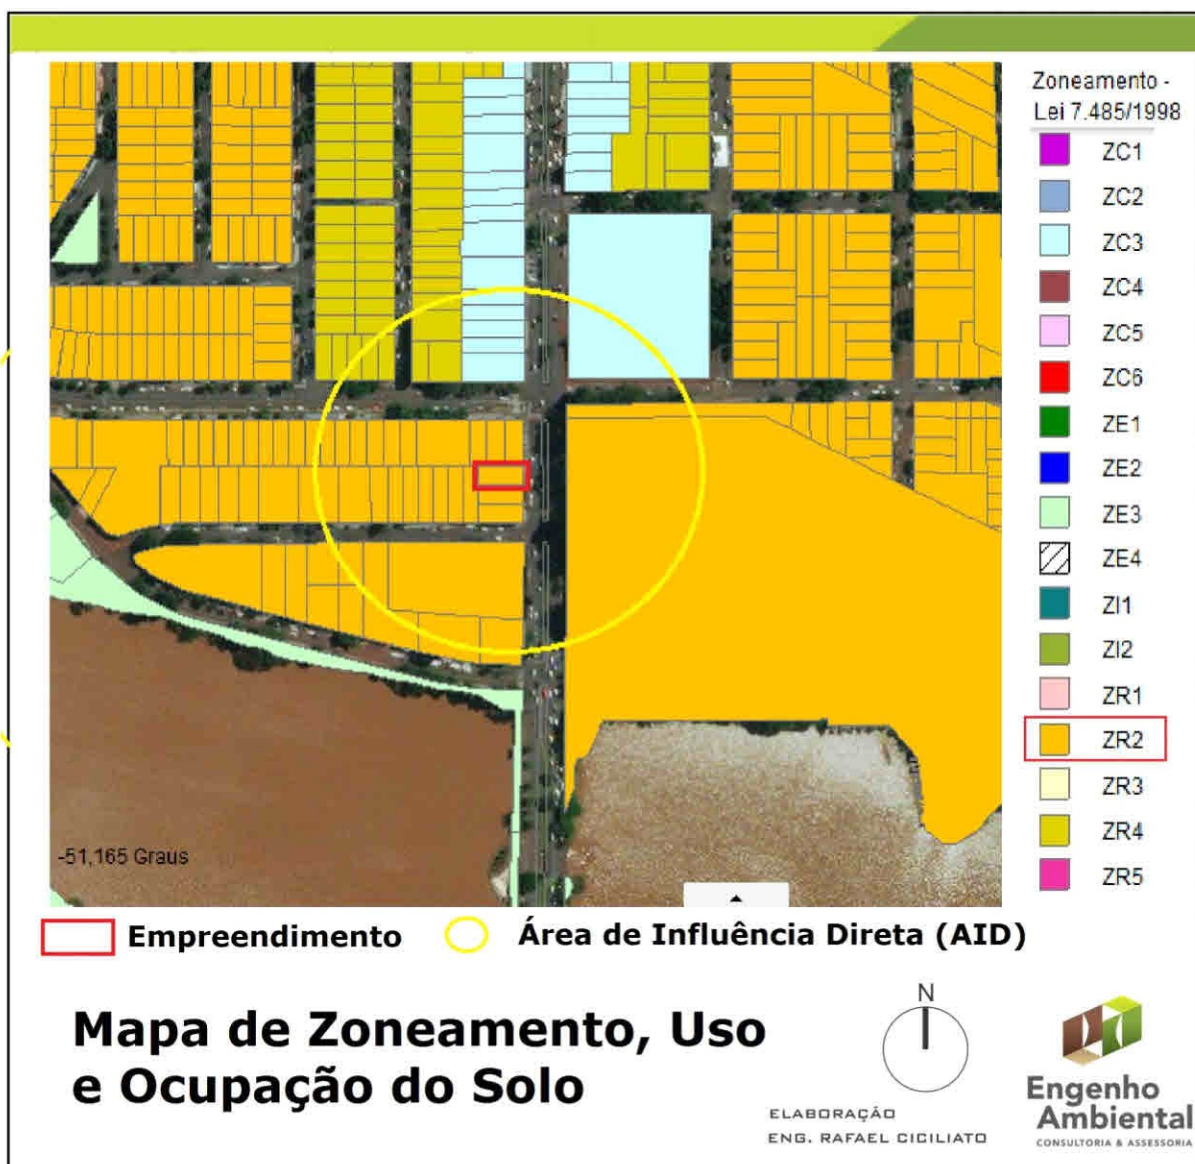 Zoneamento -
Lei 7.485/1998
ZC1
ZC2
ZC3
ZC4
ZC5
ZC6
ZE1
ZE2
ZE3
ZE4
ZI1
ZI2
ZR1
ZR2
ZR3
ZR4
ZR5
-51,165 Graus
Empreendimento
Área de Influência Direta (AID)
Mapa de Zoneamento, Uso
e Ocupação do Solo
N
ELABORAÇÃO
ENG. RAFAEL CICILIATO
Engenho
Ambiental
CONSULTORIA & ASSESSORIA